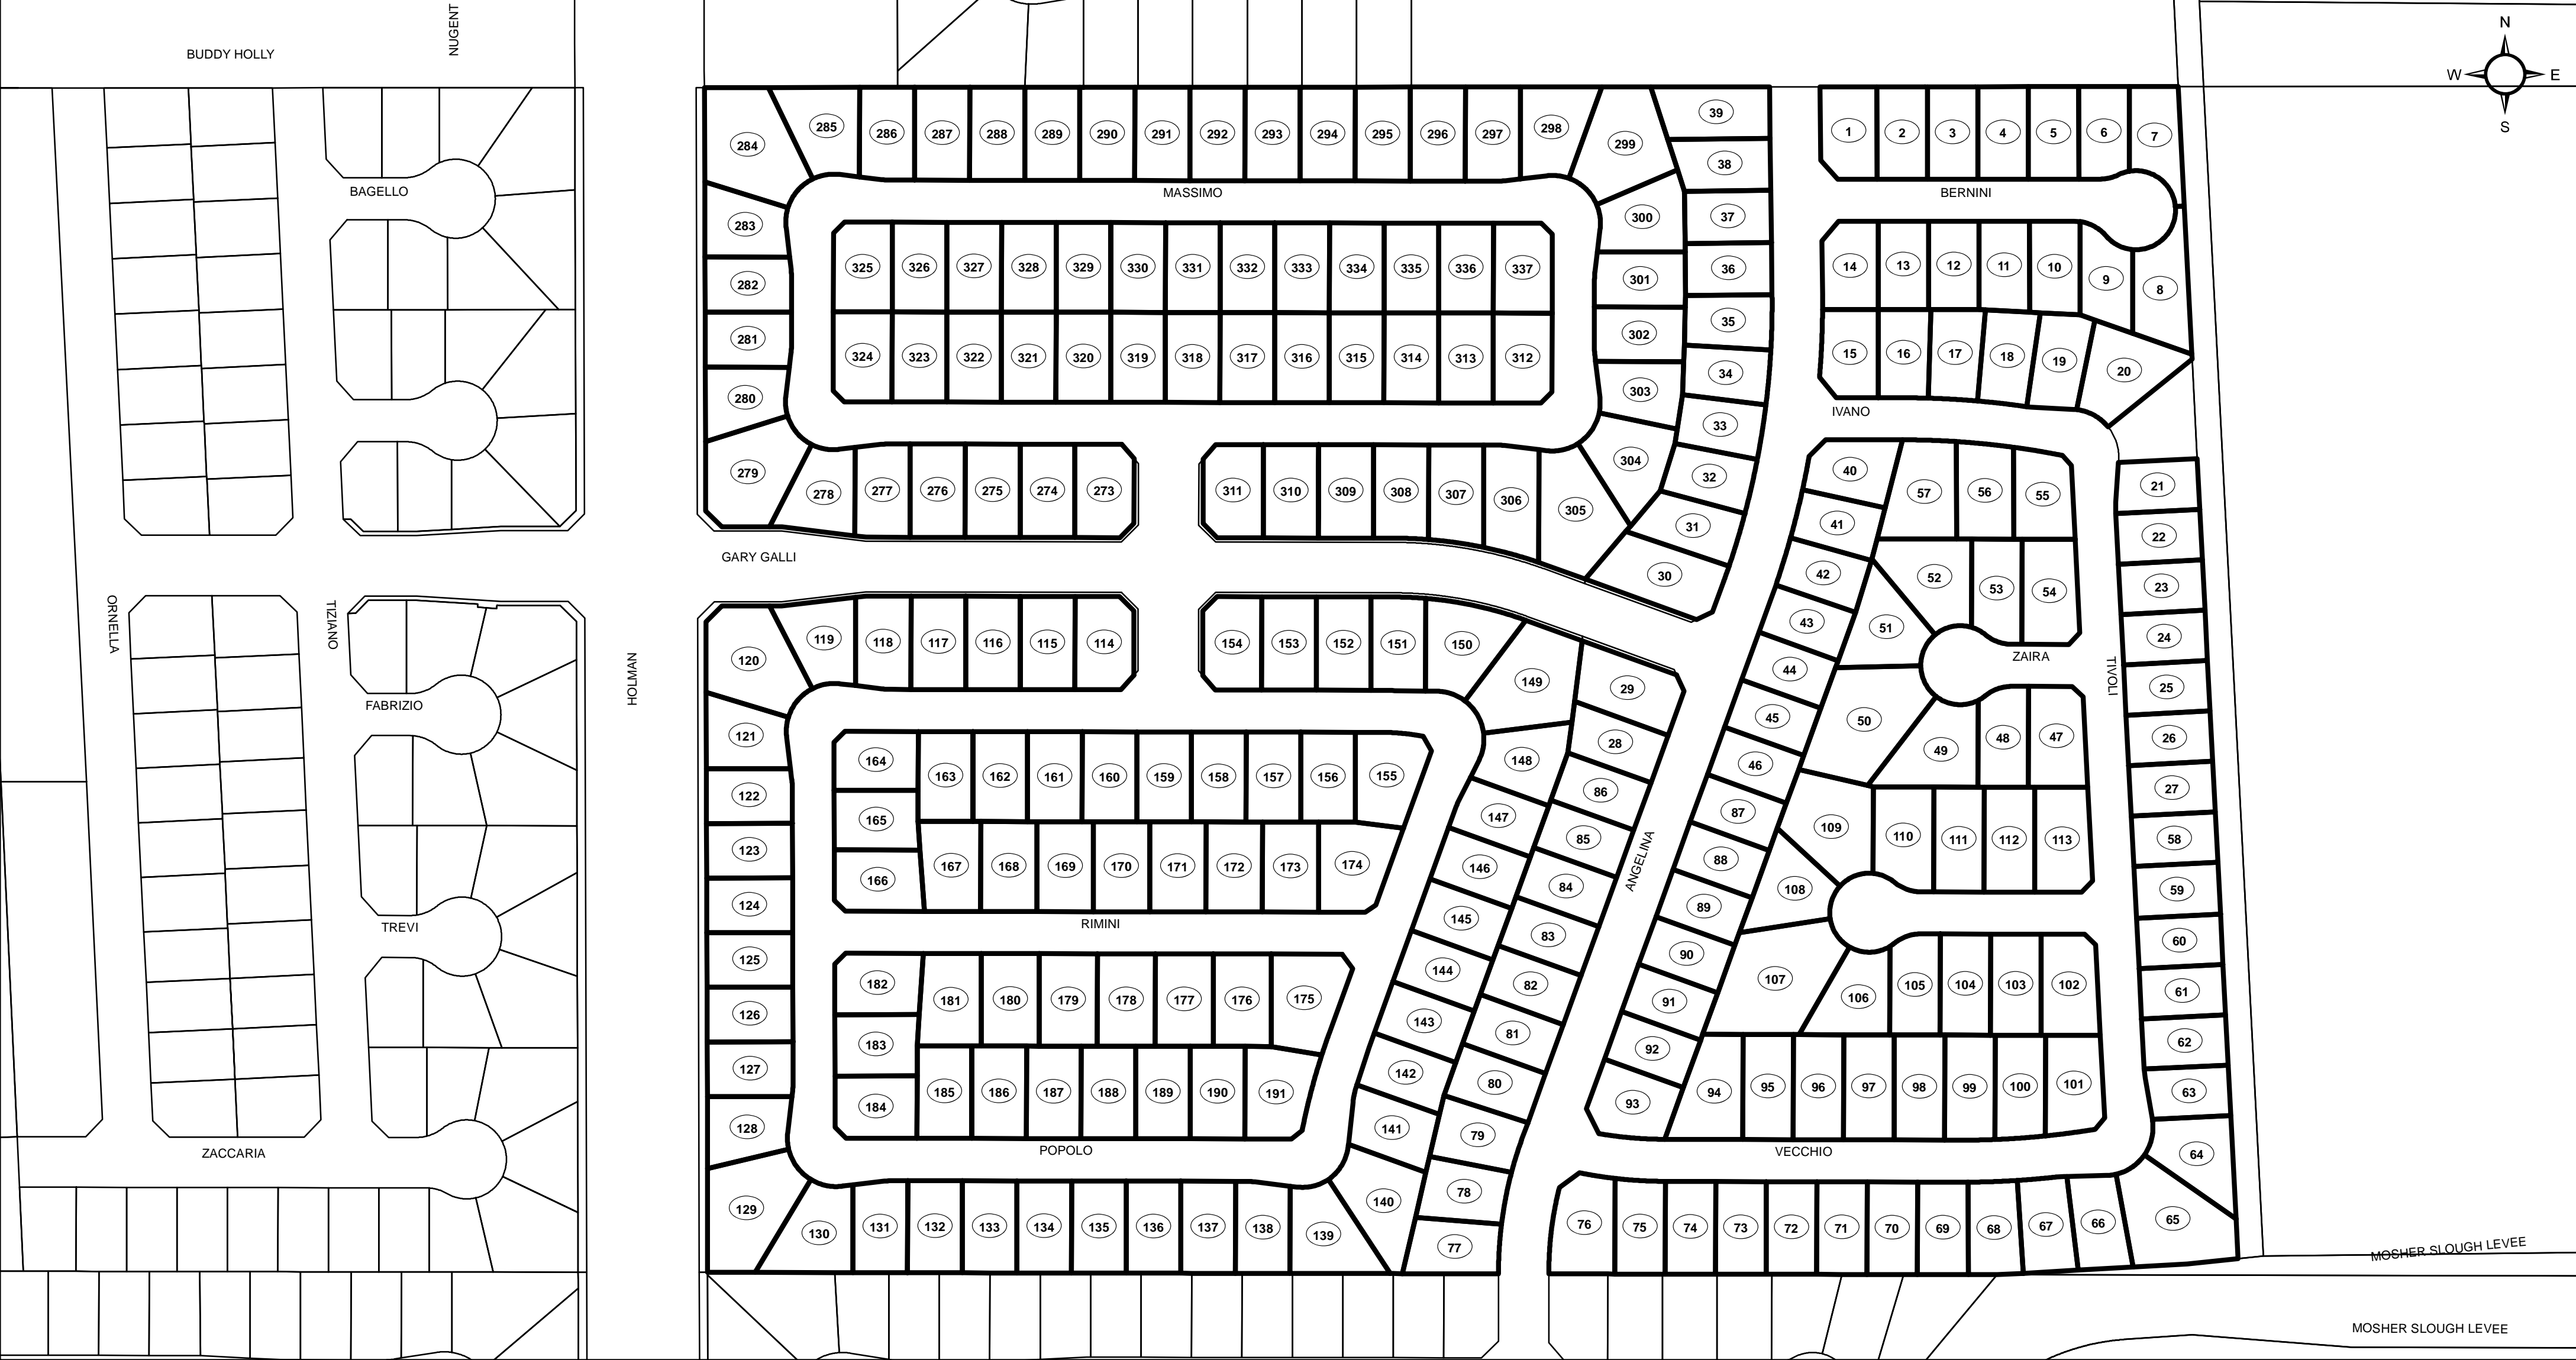 NUGENT
BUDDY HOLLY
N
W E
S
39
1 2 3 4 5 6 7
285 286 287 288 289 290 291 292 293 294 295 296 297 298
284 299 38
BAGELLO MASSIMO BERNINI
283 300 37
325 326 327 328 329 330 331 332 333 334 335 336 337
14 13 12 11 10 9 8
282 301 36
281 302 35
324 323 322 321 320 319 318 317 316 315 314 313 312
15 16 17 18 19 20
280 303 34
IVANO
33
279 304 32 40
278 277 276 275 274 273 311 310 309 308 307 306 305
57 56 55 21
31 41 22
GARY GALLI
30 42 52 53 54 23
ORNELLA TIZIANO
43 51 24
120 119 118 117 116 115 114 154 153 152 151 150
HOLMAN
149 29 44 ZAIRA TIVOLI 25
FABRIZIO
121 45 50 26
164 163 162 161 160 159 158 157 156 155
148 28 46 49 48 47
122 86 27
165 147 87
123 85 109 110 111 112 113 58
166 167 168 169 170 171 172 173 174
146 84 ANGELINA 88 108 59
124 145 89
TREVI RIMINI
83 90 60
125 144 107
182 181 180 179 178 177 176 175
82 91 106 105 104 103 102 61
126 143 81 92 62
183
127 142 80
184 185 186 187 188 189 190 191
93 94 95 96 97 98 99 100 101 63
128 141 79
ZACCARIA POPOLO VECCHIO 64
129 140 78
130 131 132 133 134 135 136 137 138 139
77 76 75 74 73 72 71 70 69 68 67 66 65
MOSHER SLOUGH LEVEE
MOSHER SLOUGH LEVEE